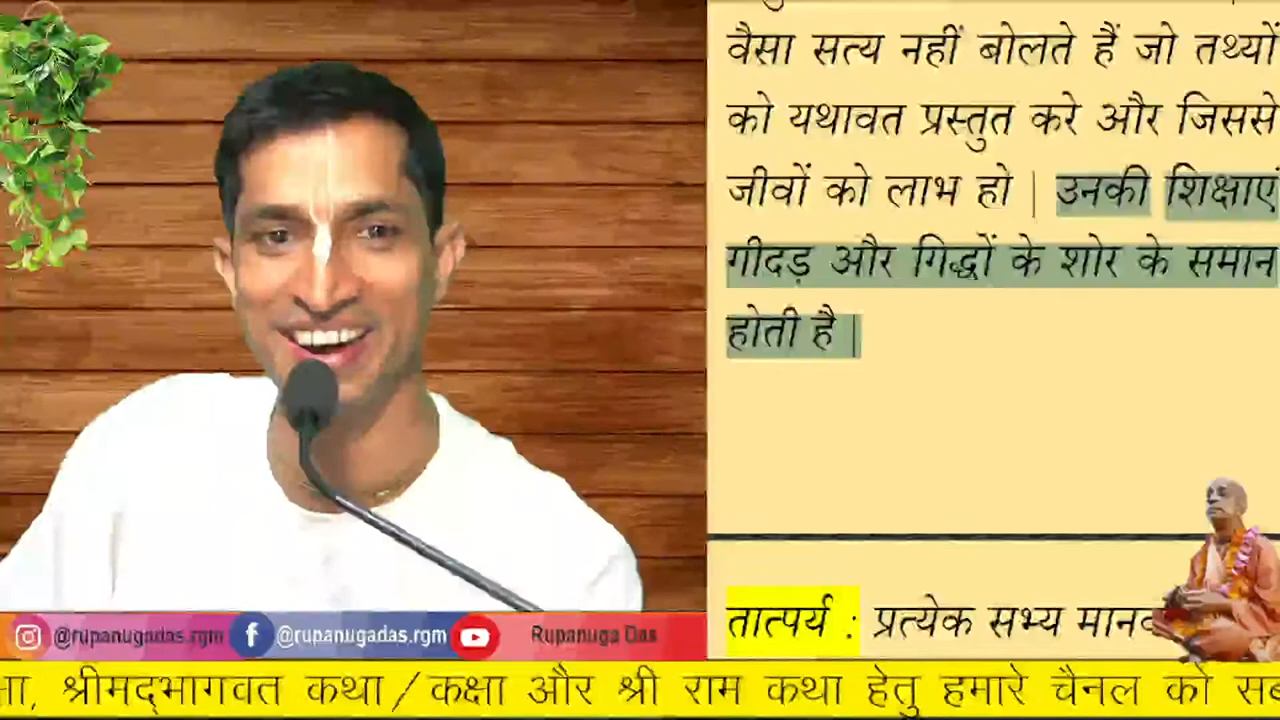 वैसा सत्य नहीं बोलते हैं जो तथ्यों
को यथावत प्रस्तुत करे और जिससे
जीवों को लाभ हो | उनकी शिक्षाएं
गीदड़ और गिद्धों के शोर के समान
होती है |
तात्पर्य : प्रत्येक सभ्य
@rupanugadas.rgm @rupanugadas.rgm Rupanuga Das
श्रीमद्भागवत कथा/कक्षा और श्री राम कथा हेतु हमारे चैनल को